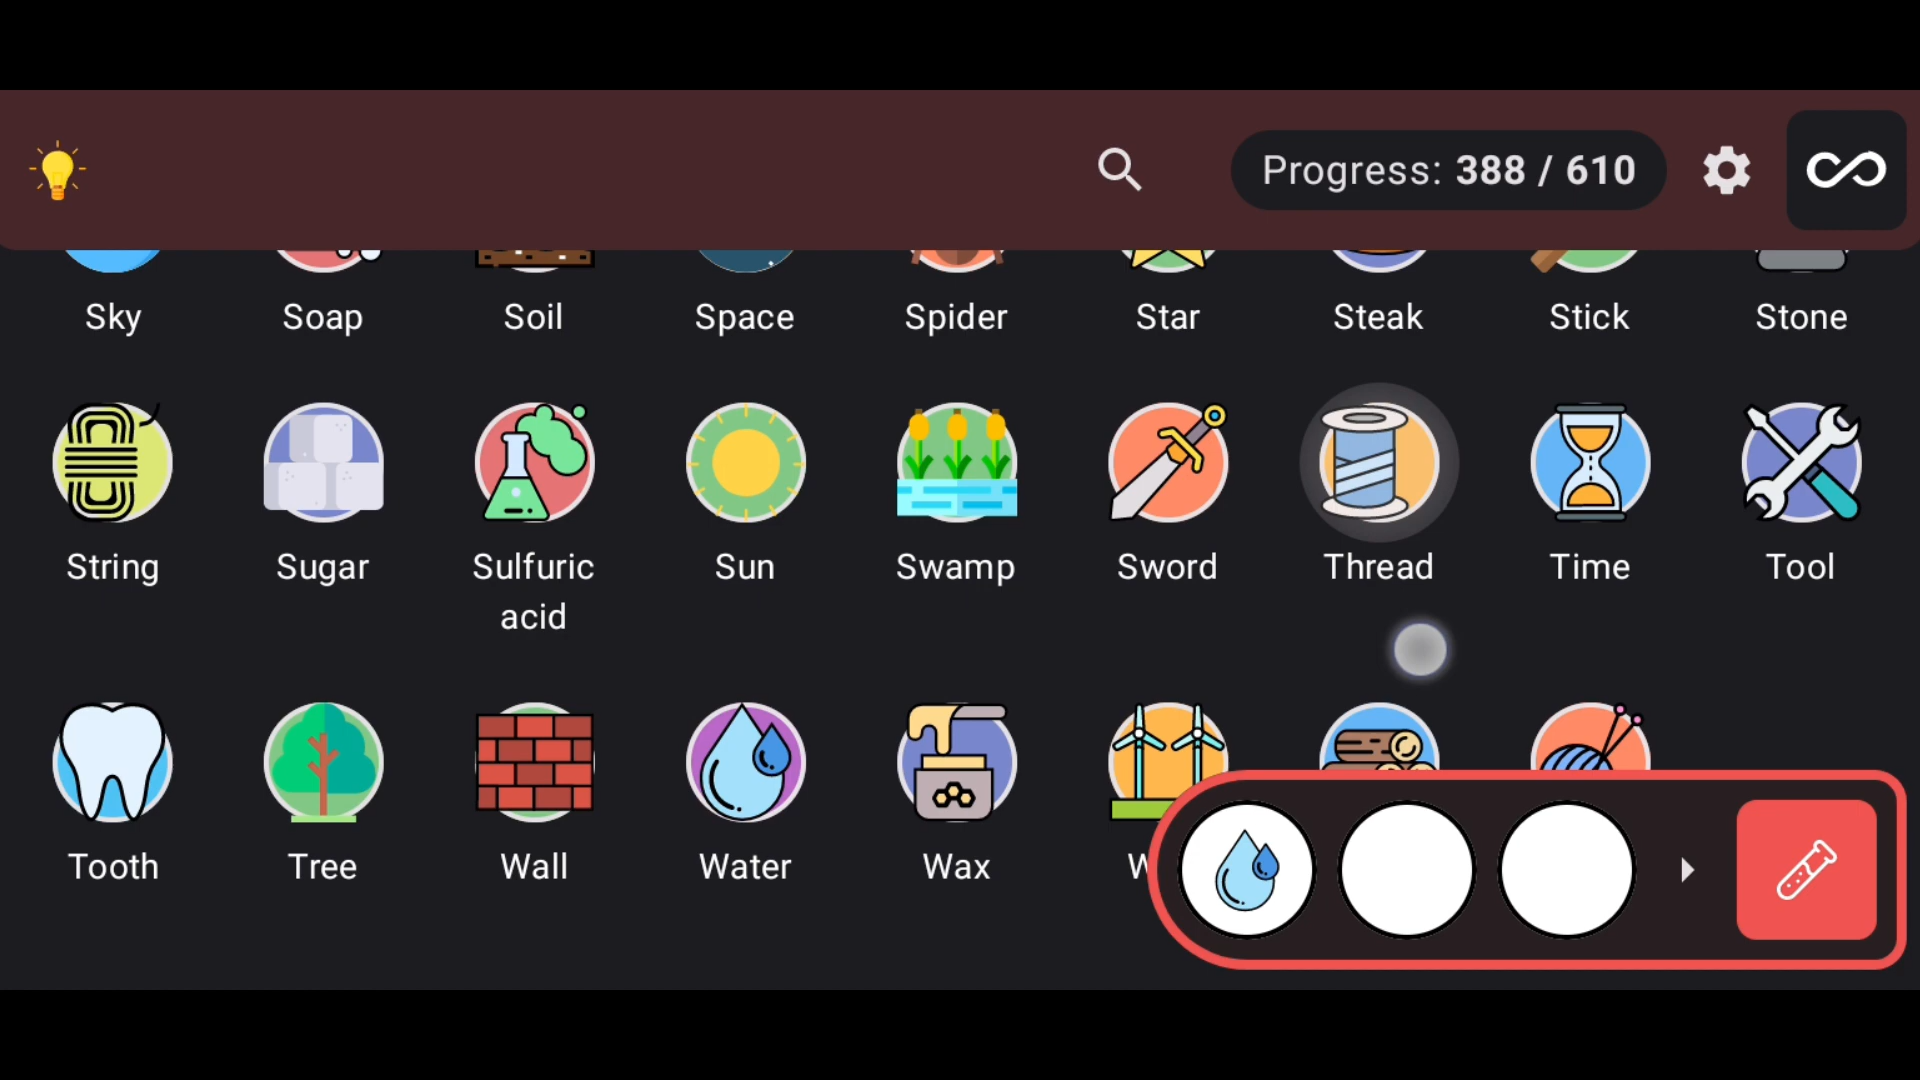 Progress: 388 / 610
Sky Soap Soil Space Spider Star Steak Stick Stone
String Sugar Sulfuric acid Sun Swamp Sword Thread Time Tool
Tooth Tree Wall Water Wax